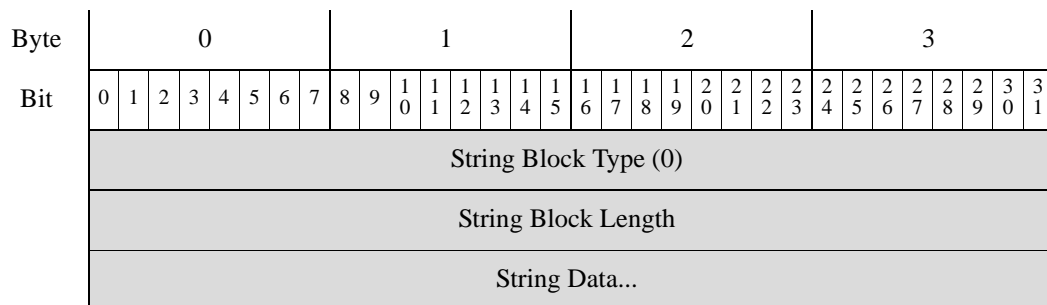 Byte 0 1 2 3
Bit 0 1 2 3 4 5 6 7 8 9 10 11 12 13 14 15 16 17 18 19 20 21 22 23 24 25 26 27 28 29 30 31
String Block Type (0)
String Block Length
String Data...